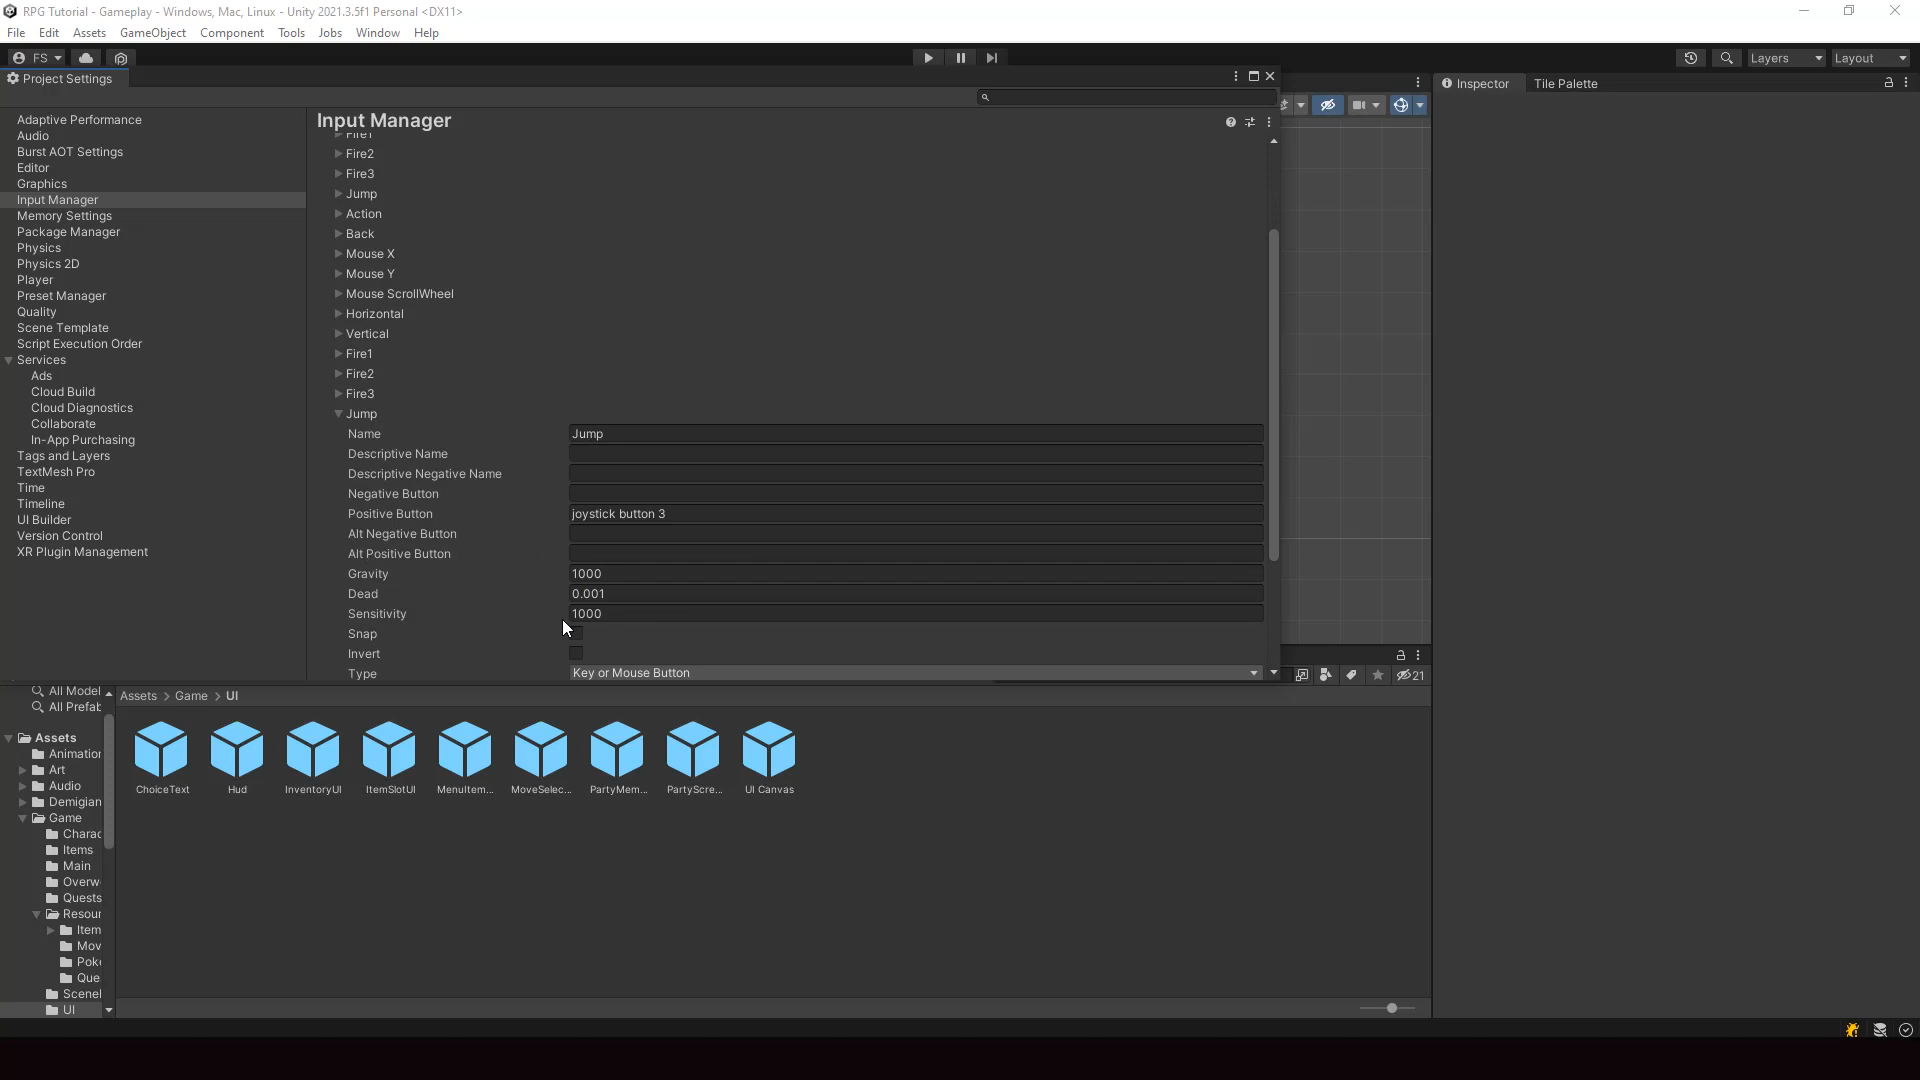 RPG Tutorial - Gameplay - Windows, Mac, Linux - Unity 2021.3.5f1 Personal <DX11>
File Edit Assets GameObject Component Tools Jobs Window Help
FS Layers Layout
Project Settings
Inspector Tile Palette
Adaptive Performance
Audio
Burst AOT Settings
Editor
Graphics
Input Manager
Memory Settings
Package Manager
Physics
Physics 2D
Player
Preset Manager
Quality
Scene Template
Script Execution Order
Services
Ads
Cloud Build
Cloud Diagnostics
Collaborate
In-App Purchasing
Tags and Layers
TextMesh Pro
Time
Timeline
UI Builder
Version Control
XR Plugin Management
Input Manager
Fire1
Fire2
Fire3
Jump
Action
Back
Mouse X
Mouse Y
Mouse ScrollWheel
Horizontal
Vertical
Fire1
Fire2
Fire3
Jump
Name Jump
Descriptive Name
Descriptive Negative Name
Negative Button
Positive Button joystick button 3
Alt Negative Button
Alt Positive Button
Gravity 1000
Dead 0.001
Sensitivity 1000
Snap
Invert
Type Key or Mouse Button
21
All Model
All Prefab
Assets
Animation
Art
Audio
Demigian
Game
Charac
Items
Main
Overw
Quests
Resour
Item
Mov
Poke
Que
Scenel
UI
Assets > Game > UI
ChoiceText Hud InventoryUI ItemSlotUI MenuItem... MoveSelec... PartyMem... PartyScre... UI Canvas